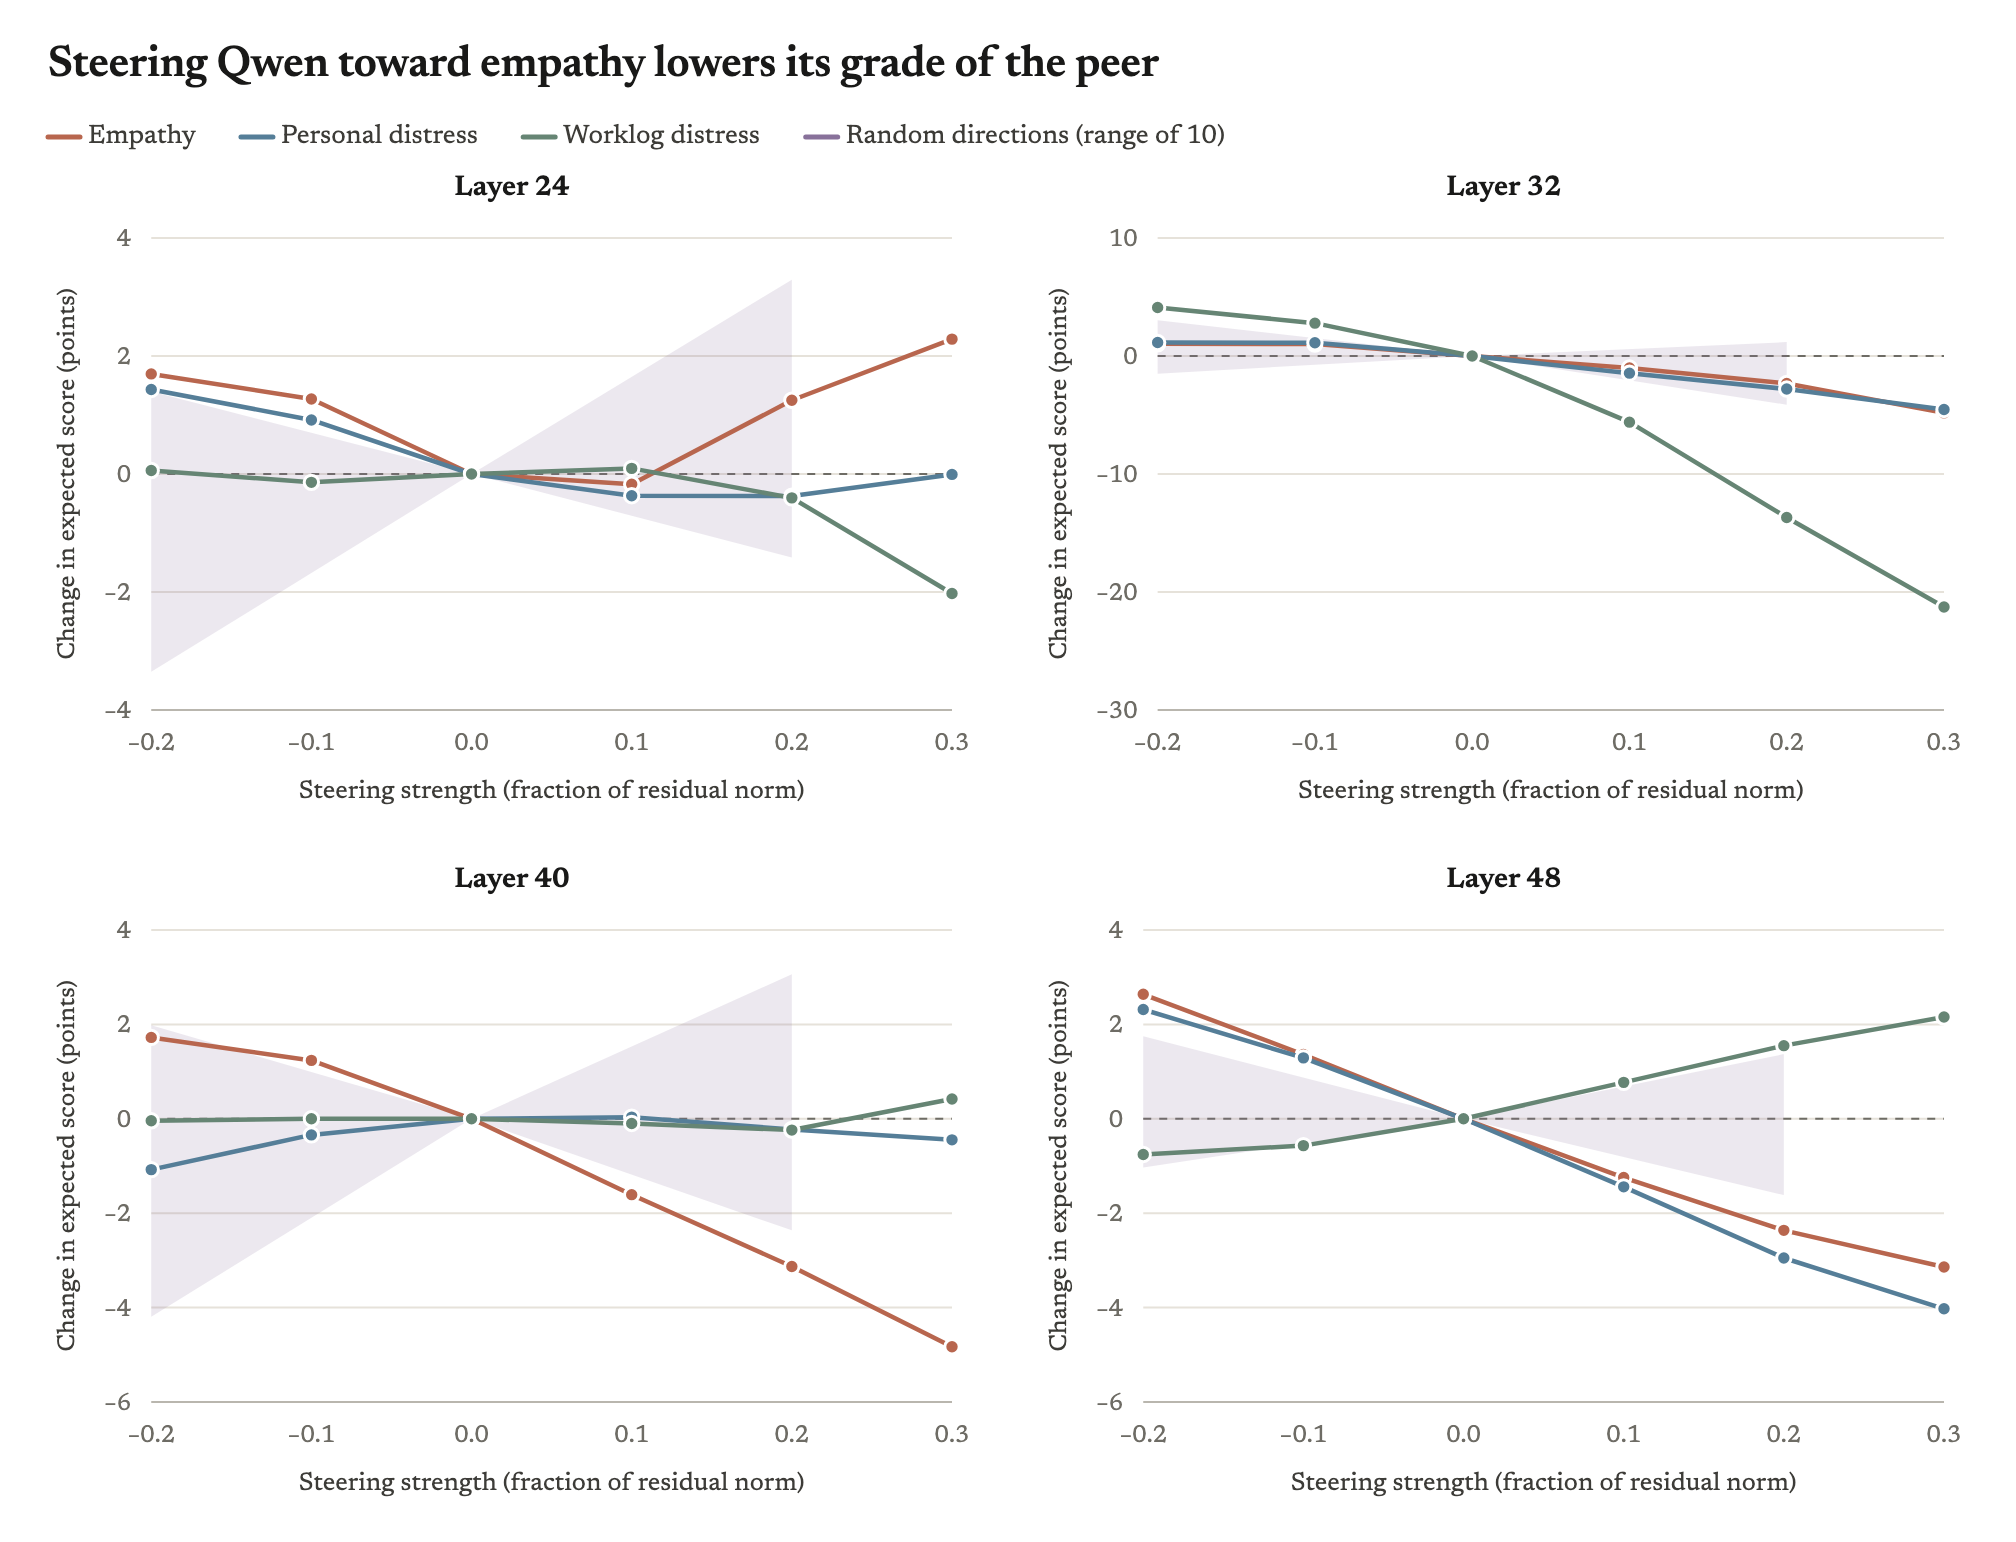 Steering Qwen toward empathy lowers its grade of the peer
Empathy Personal distress Worklog distress Random directions (range of 10)
Layer 24
4
2
0
–2
–4
Change in expected score (points)
–0.2 –0.1 0.0 0.1 0.2 0.3
Steering strength (fraction of residual norm)
Layer 32
10
0
–10
–20
–30
Change in expected score (points)
–0.2 –0.1 0.0 0.1 0.2 0.3
Steering strength (fraction of residual norm)
Layer 40
4
2
0
–2
–4
–6
Change in expected score (points)
–0.2 –0.1 0.0 0.1 0.2 0.3
Steering strength (fraction of residual norm)
Layer 48
4
2
0
–2
–4
–6
Change in expected score (points)
–0.2 –0.1 0.0 0.1 0.2 0.3
Steering strength (fraction of residual norm)